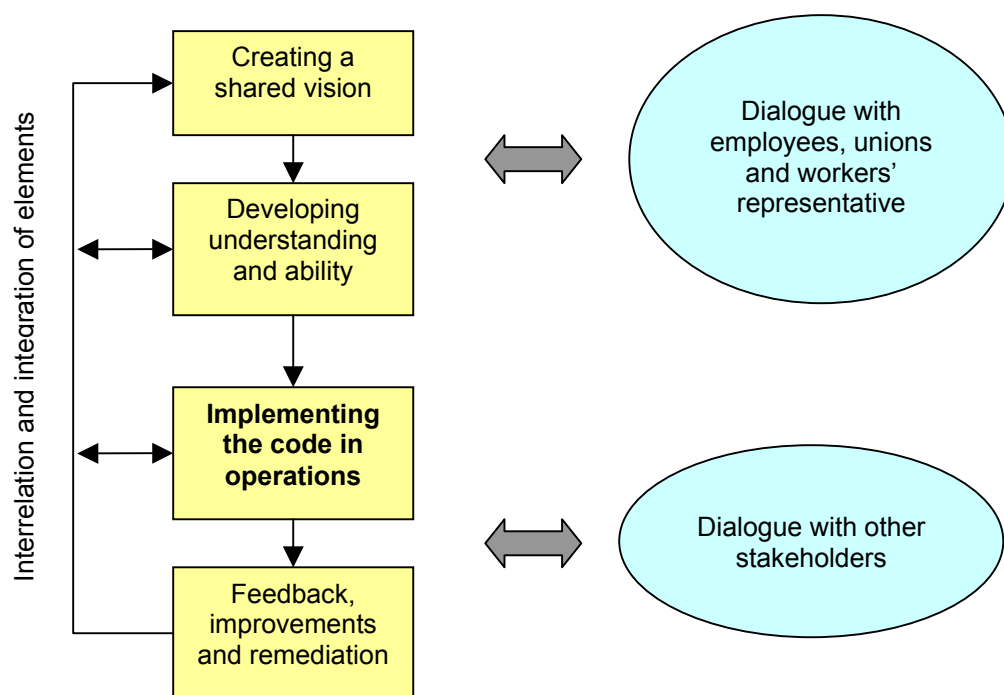 Creating a
shared vision
Developing
understanding
and ability
Implementing
the code in
operations
Feedback,
improvements
and remediation
Interrelation and integration of elements
Dialogue with
employees, unions
and workers’
representative
Dialogue with other
stakeholders